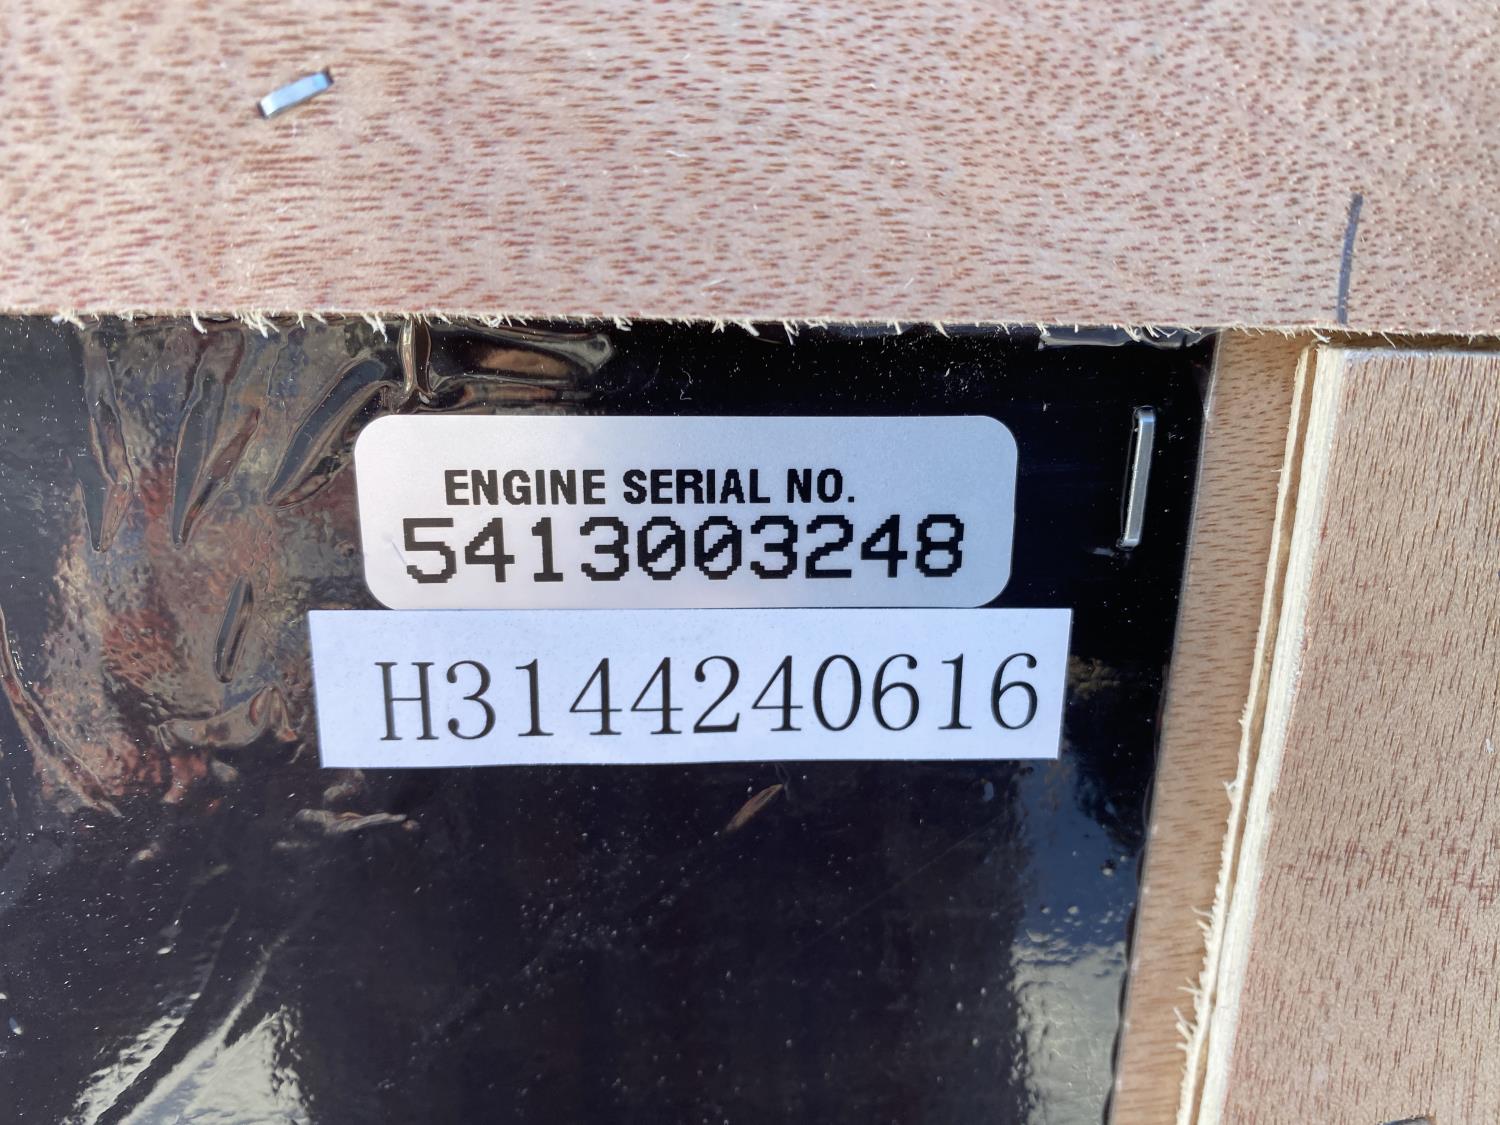 ENGINE SERIAL NO.
5413003248
H3144240616